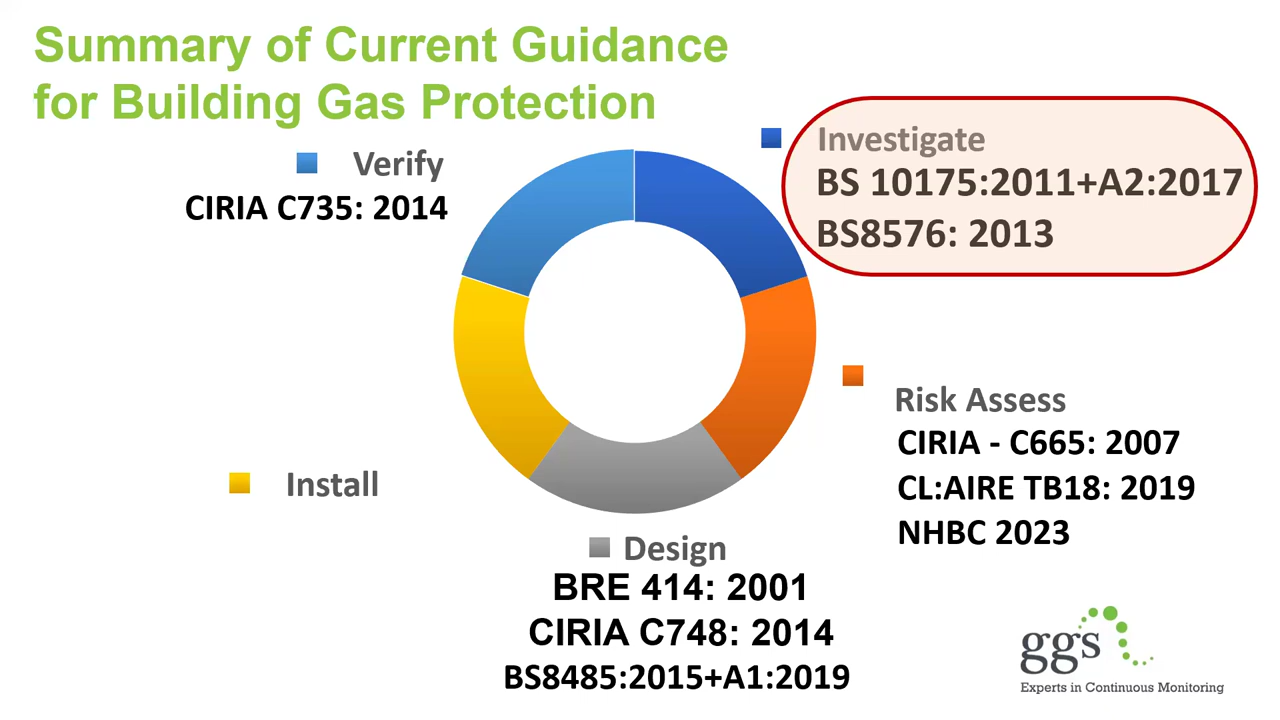 Summary of Current Guidance
for Building Gas Protection
Investigate
BS 10175:2011+A2:2017
BS8576: 2013
Verify
CIRIA C735: 2014
Risk Assess
CIRIA - C665: 2007
CL:AIRE TB18: 2019
NHBC 2023
Install
Design
BRE 414: 2001
CIRIA C748: 2014
BS8485:2015+A1:2019
ggs
Experts in Continuous Monitoring